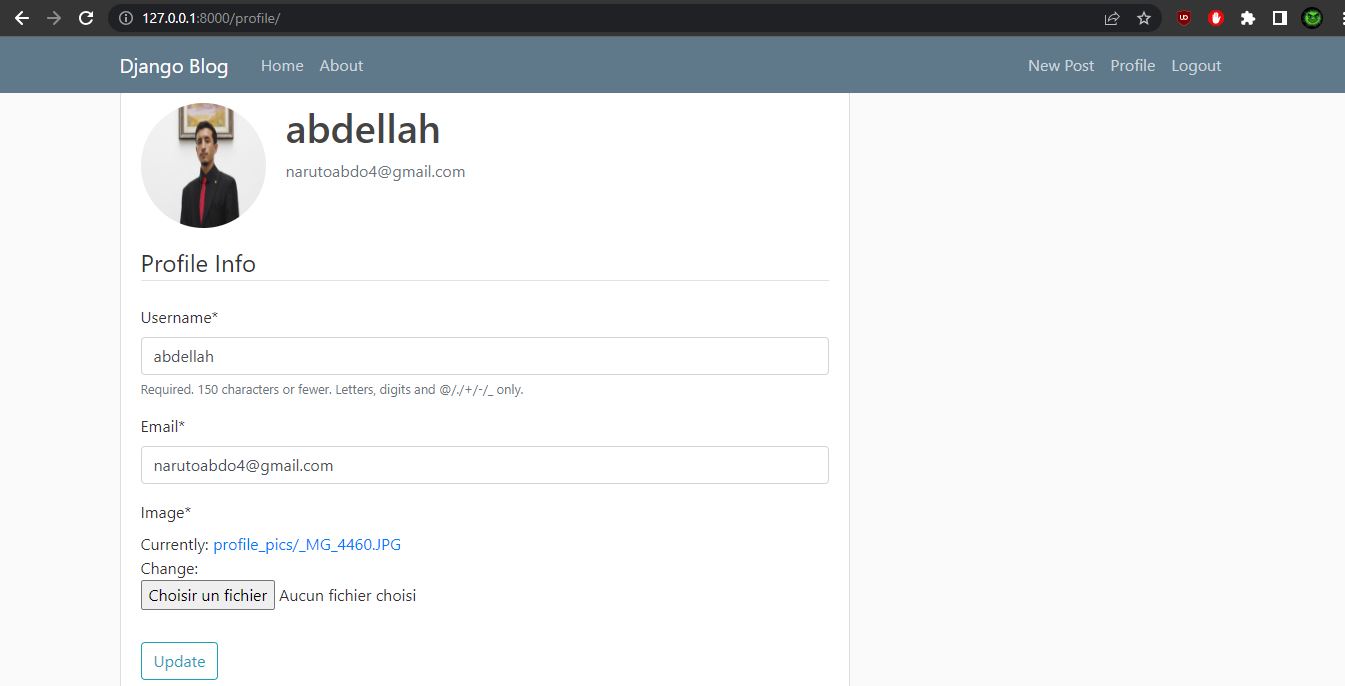 127.0.0.1:8000/profile/
Django Blog Home About New Post Profile Logout
abdellah
narutoabdo4@gmail.com
Profile Info
Username*
abdellah
Required. 150 characters or fewer. Letters, digits and @/./+/-/_ only.
Email*
narutoabdo4@gmail.com
Image*
Currently: profile_pics/_MG_4460.JPG
Change:
Choisir un fichier Aucun fichier choisi
Update